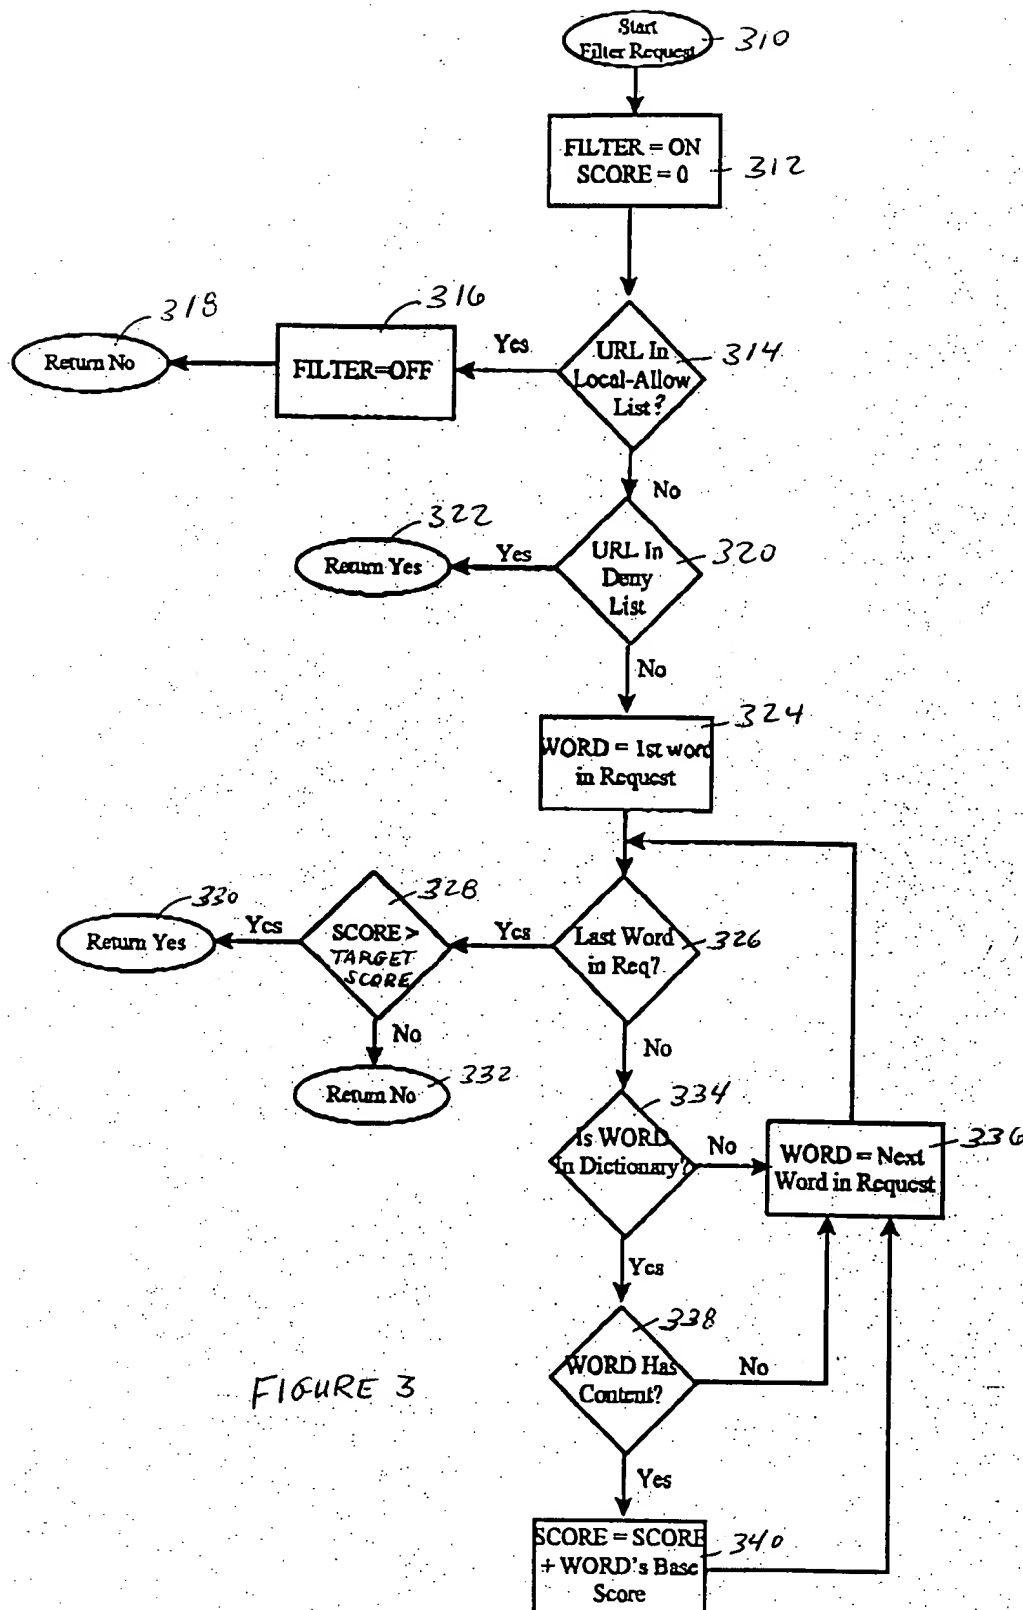 Start
Filter Request
310
FILTER = ON
SCORE = 0
312
316
318
Return No
FILTER=OFF
Yes
URL In
Local-Allow
List?
314
No
322
Return Yes
Yes
URL In
Deny
List
320
No
324
WORD = 1st word
in Request
330
Return Yes
Yes
328
SCORE >
TARGET
SCORE
Yes
Last Word
in Req?
326
No
Return No
332
No
334
Is WORD
in Dictionary?
No
WORD = Next
Word in Request
336
Yes
338
WORD Has
Content?
No
FIGURE 3
Yes
SCORE = SCORE
+ WORD's Base
Score
340